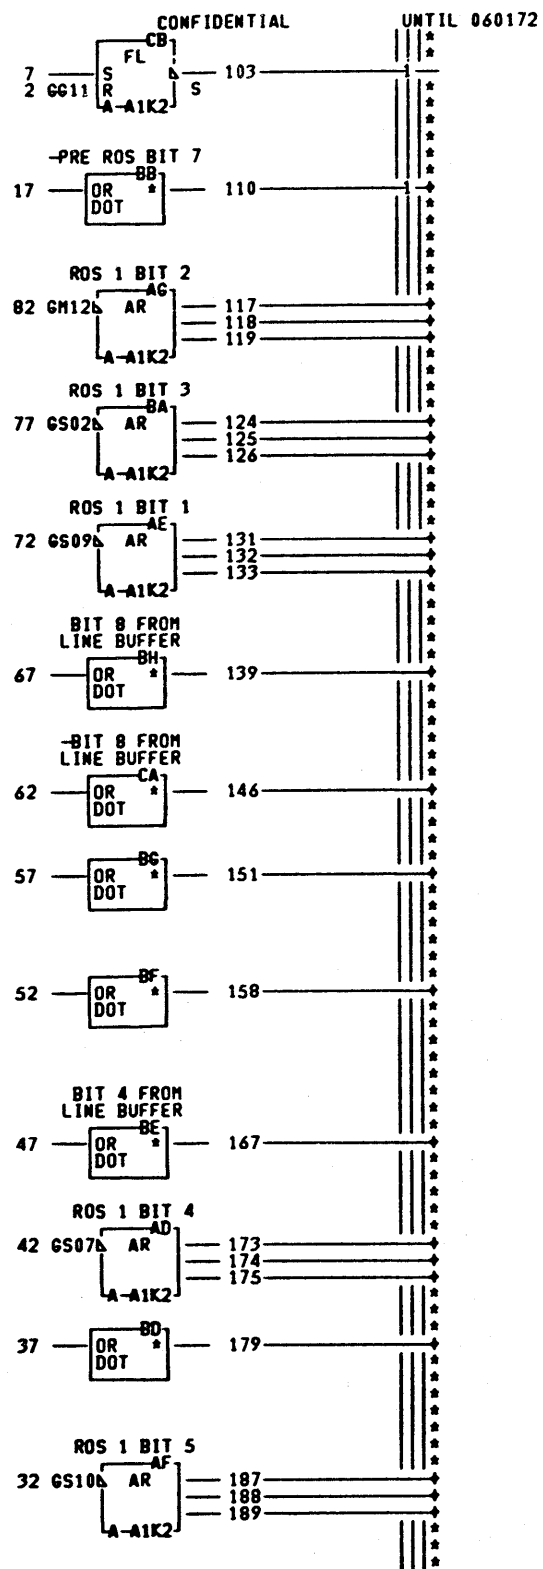 CONFIDENTIAL UNTIL 060172
CB
FL
7 S 103 1
2 GG11 R S
A A1K2
-PRE ROS BIT 7
BB
17 OR * 110 1
DOT
ROS 1 BIT 2
AG
82 GM12 AR 117
118
119
A A1K2
ROS 1 BIT 3
BA
77 GS02 AR 124
125
126
A A1K2
ROS 1 BIT 1
AE
72 GS09 AR 131
132
133
A A1K2
BIT 8 FROM
LINE BUFFER
BH
67 OR * 139
DOT
-BIT 8 FROM
LINE BUFFER
CA
62 OR * 146
DOT
BG
57 OR * 151
DOT
BF
52 OR * 158
DOT
BIT 4 FROM
LINE BUFFER
BE
47 OR * 167
DOT
ROS 1 BIT 4
AD
42 GS07 AR 173
174
175
A A1K2
BD
37 OR * 179
DOT
ROS 1 BIT 5
AF
32 GS10 AR 187
188
189
A A1K2